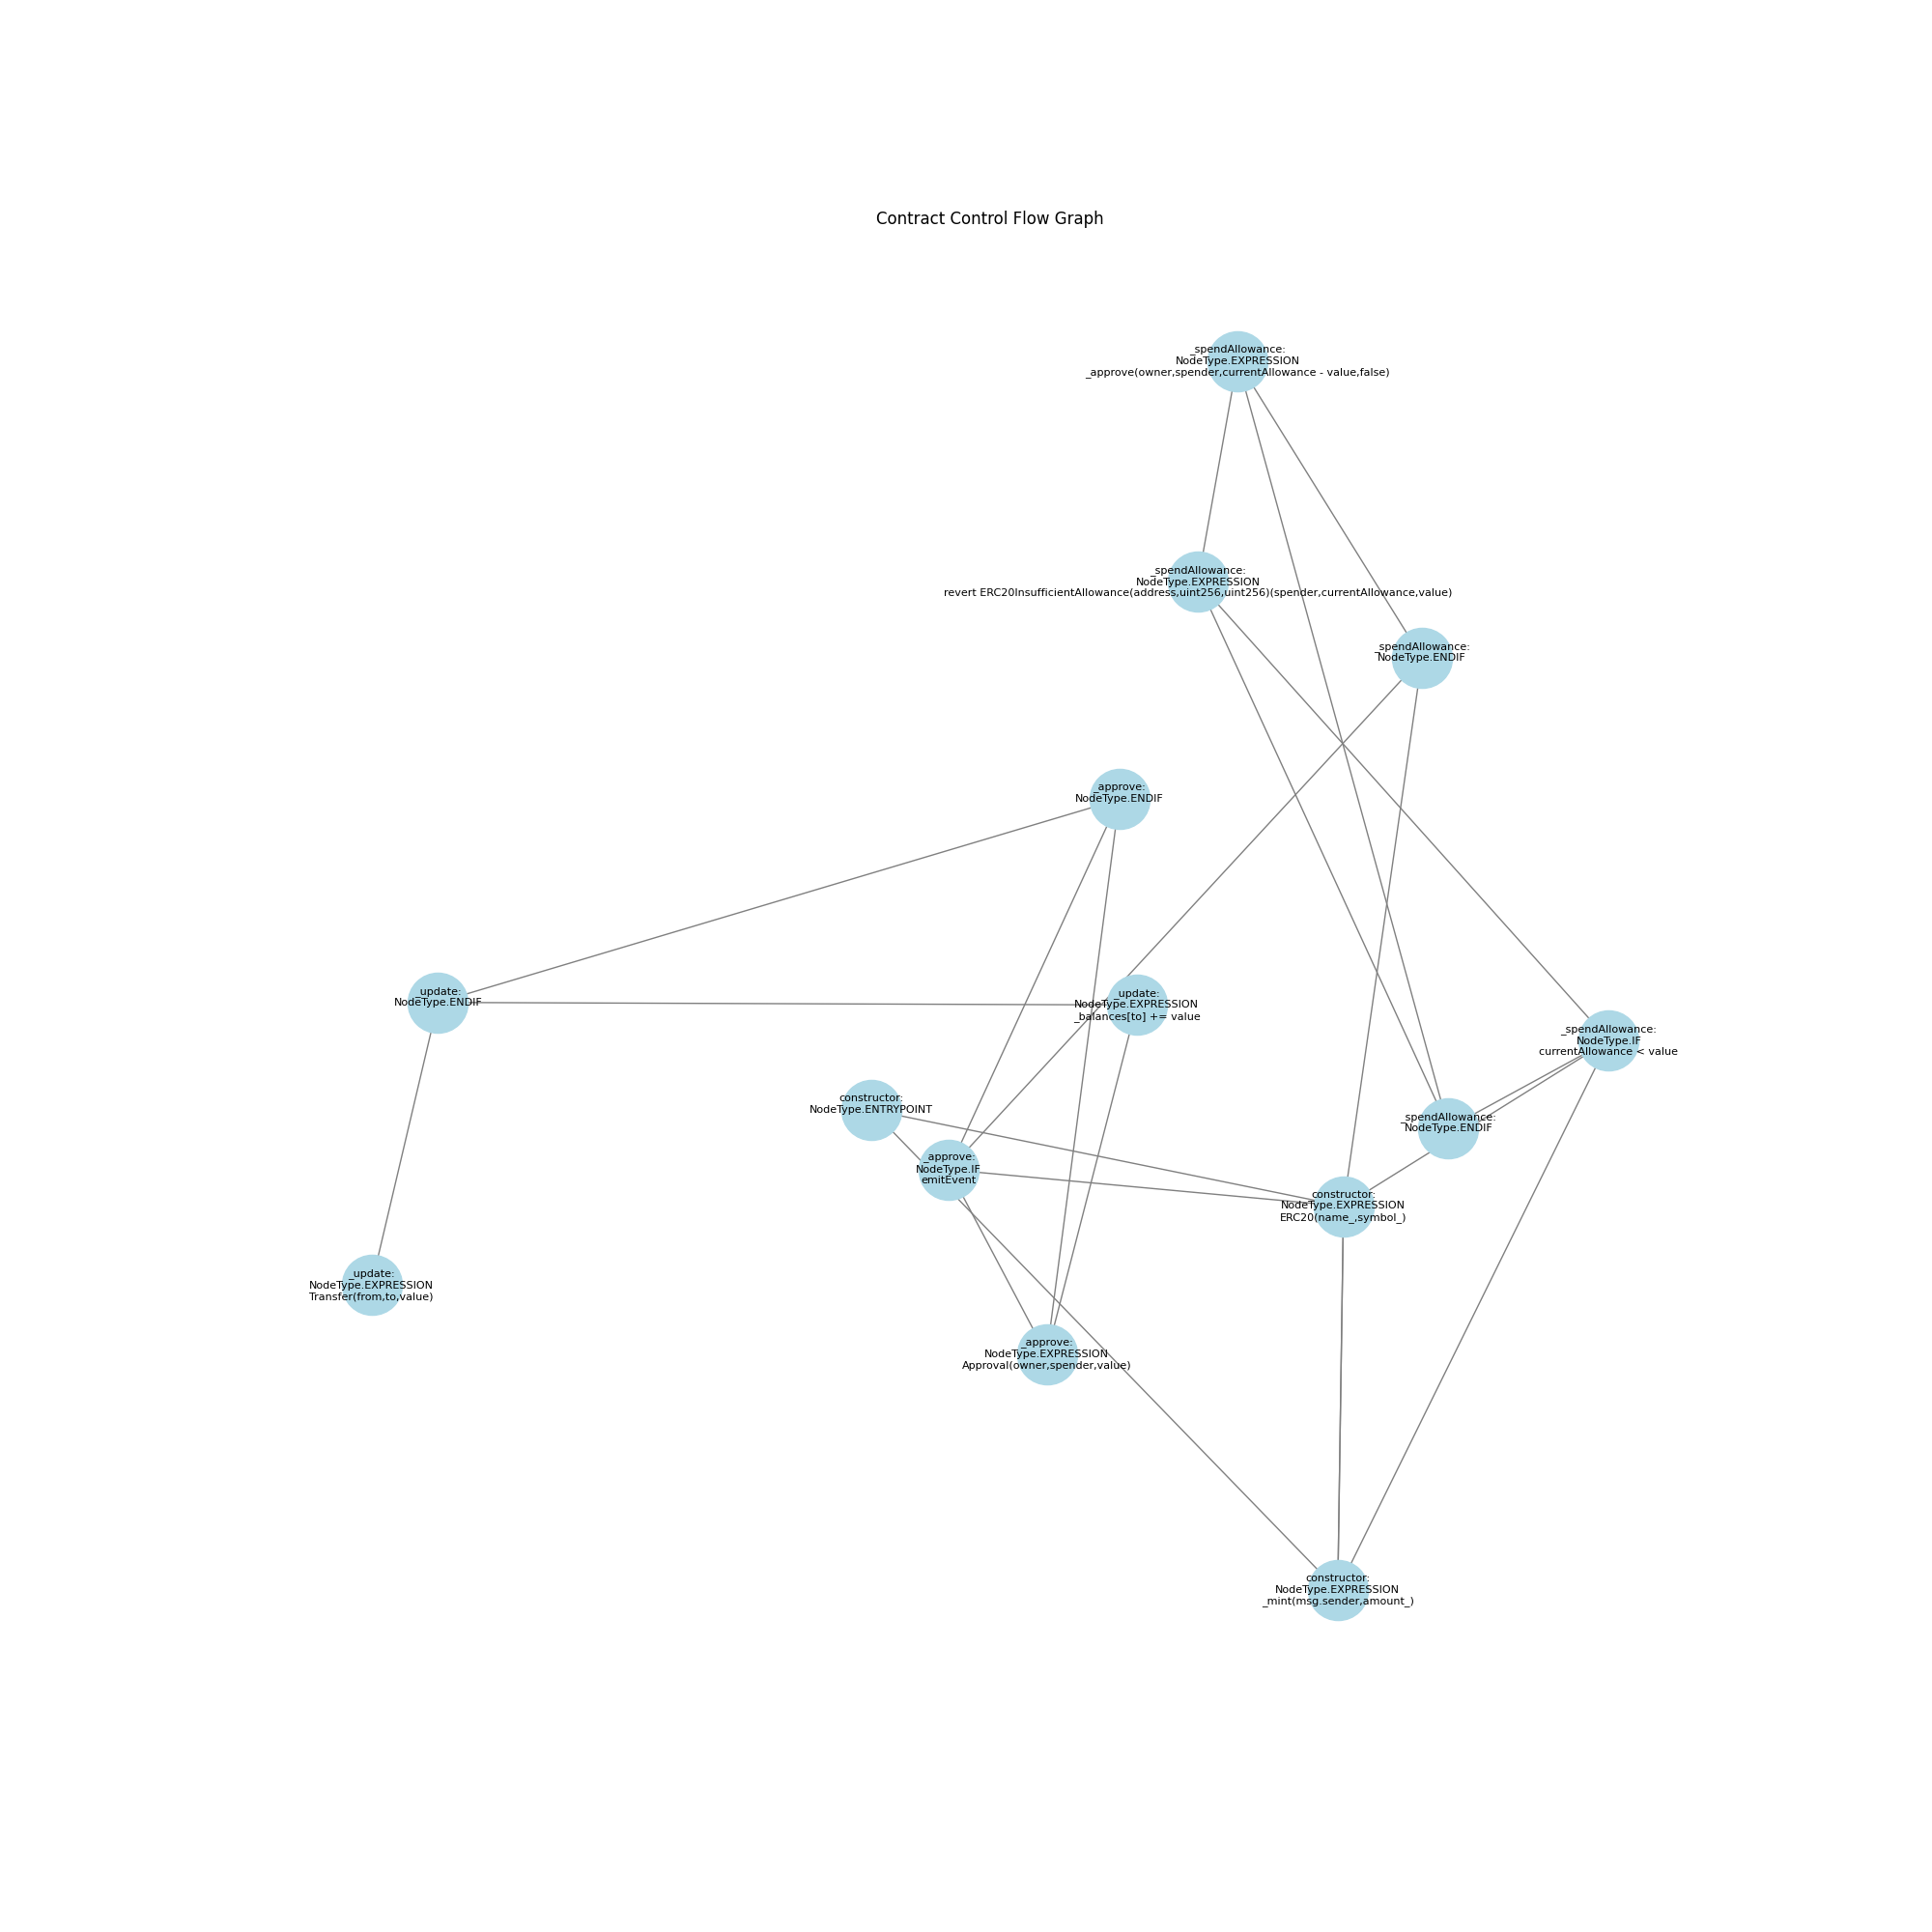 Contract Control Flow Graph
_spendAllowance:
NodeType.EXPRESSION
_approve(owner,spender,currentAllowance - value,false)
_spendAllowance:
NodeType.EXPRESSION
revert ERC20InsufficientAllowance(address,uint256,uint256)(spender,currentAllowance,value)
_spendAllowance:
NodeType.ENDIF
_approve:
NodeType.ENDIF
_update:
NodeType.ENDIF
_update:
NodeType.EXPRESSION
_balances[to] += value
_spendAllowance:
NodeType.IF
currentAllowance < value
constructor:
NodeType.ENTRYPOINT
_spendAllowance:
NodeType.ENDIF
_approve:
NodeType.IF
emitEvent
constructor:
NodeType.EXPRESSION
ERC20(name_,symbol_)
_update:
NodeType.EXPRESSION
Transfer(from,to,value)
_approve:
NodeType.EXPRESSION
Approval(owner,spender,value)
constructor:
NodeType.EXPRESSION
_mint(msg.sender,amount_)